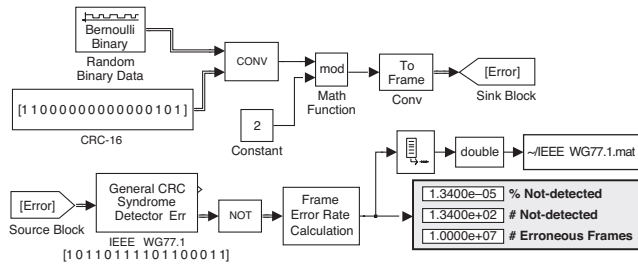 Bernoulli
Binary
Random
Binary Data
CONV
mod
Math
Function
To
Frame
Conv
[Error]
Sink Block
[1 1 0 0 0 0 0 0 0 0 0 0 0 0 1 0 1]
CRC-16
2
Constant
double
~/IEEE WG77.1.mat
[Error]
Source Block
General CRC
Syndrome
Detector Err
IEEE WG77.1
[1 0 1 1 0 1 1 1 1 0 1 1 0 0 0 1 1]
NOT
Frame
Error Rate
Calculation
1.3400e–05 % Not-detected
1.3400e+02 # Not-detected
1.0000e+07 # Erroneous Frames